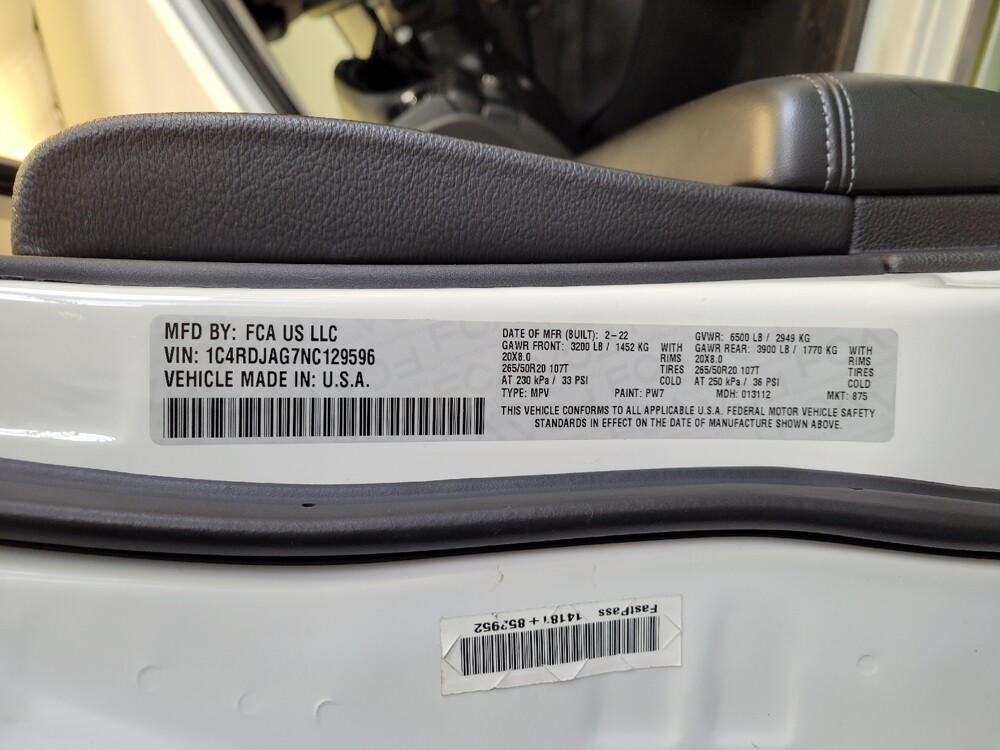 MFD BY: FCA US LLC
VIN: 1C4RDJAG7NC129596
VEHICLE MADE IN: U.S.A.
DATE OF MFR (BUILT): 2-22 GVWR: 6500 LB / 2949 KG
GAWR FRONT: 3200 LB / 1452 KG WITH GAWR REAR: 3900 LB / 1770 KG WITH
20X8.0 RIMS 20X8.0 RIMS
265/50R20 107T TIRES 265/50R20 107T TIRES
AT 230 kPa / 33 PSI COLD AT 250 kPa / 36 PSI COLD
TYPE: MPV PAINT: PW7 MDH: 013112 MKT: 875
THIS VEHICLE CONFORMS TO ALL APPLICABLE U.S.A. FEDERAL MOTOR VEHICLE SAFETY
STANDARDS IN EFFECT ON THE DATE OF MANUFACTURE SHOWN ABOVE.
FastPass